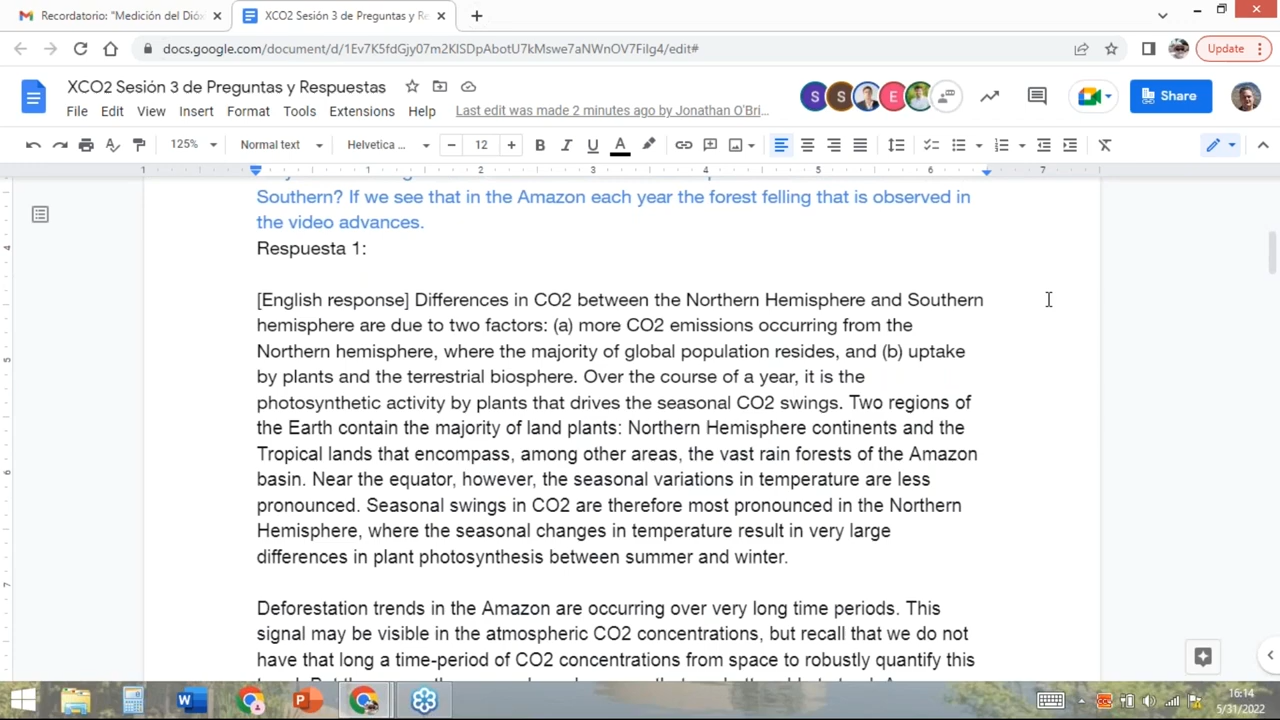 Recordatorio: "Medición del Dióx
XCO2 Sesión 3 de Preguntas y Re
docs.google.com/document/d/1Ev7K5fdGjy07m2KlSDpAbotU7kMswe7aNWnOV7Filg4/edit#
Update
XCO2 Sesión 3 de Preguntas y Respuestas
File Edit View Insert Format Tools Extensions Help
Last edit was made 2 minutes ago by Jonathan O'Bri...
S S E
Share
125% Normal text Helvetica ... 12 B I U A
1 1 2 3 4 5 6 7
Southern? If we see that in the Amazon each year the forest felling that is observed in
the video advances.
Respuesta 1:
[English response] Differences in CO2 between the Northern Hemisphere and Southern
hemisphere are due to two factors: (a) more CO2 emissions occurring from the
Northern hemisphere, where the majority of global population resides, and (b) uptake
by plants and the terrestrial biosphere. Over the course of a year, it is the
photosynthetic activity by plants that drives the seasonal CO2 swings. Two regions of
the Earth contain the majority of land plants: Northern Hemisphere continents and the
Tropical lands that encompass, among other areas, the vast rain forests of the Amazon
basin. Near the equator, however, the seasonal variations in temperature are less
pronounced. Seasonal swings in CO2 are therefore most pronounced in the Northern
Hemisphere, where the seasonal changes in temperature result in very large
differences in plant photosynthesis between summer and winter.
Deforestation trends in the Amazon are occurring over very long time periods. This
signal may be visible in the atmospheric CO2 concentrations, but recall that we do not
have that long a time-period of CO2 concentrations from space to robustly quantify this
16:14
5/31/2022